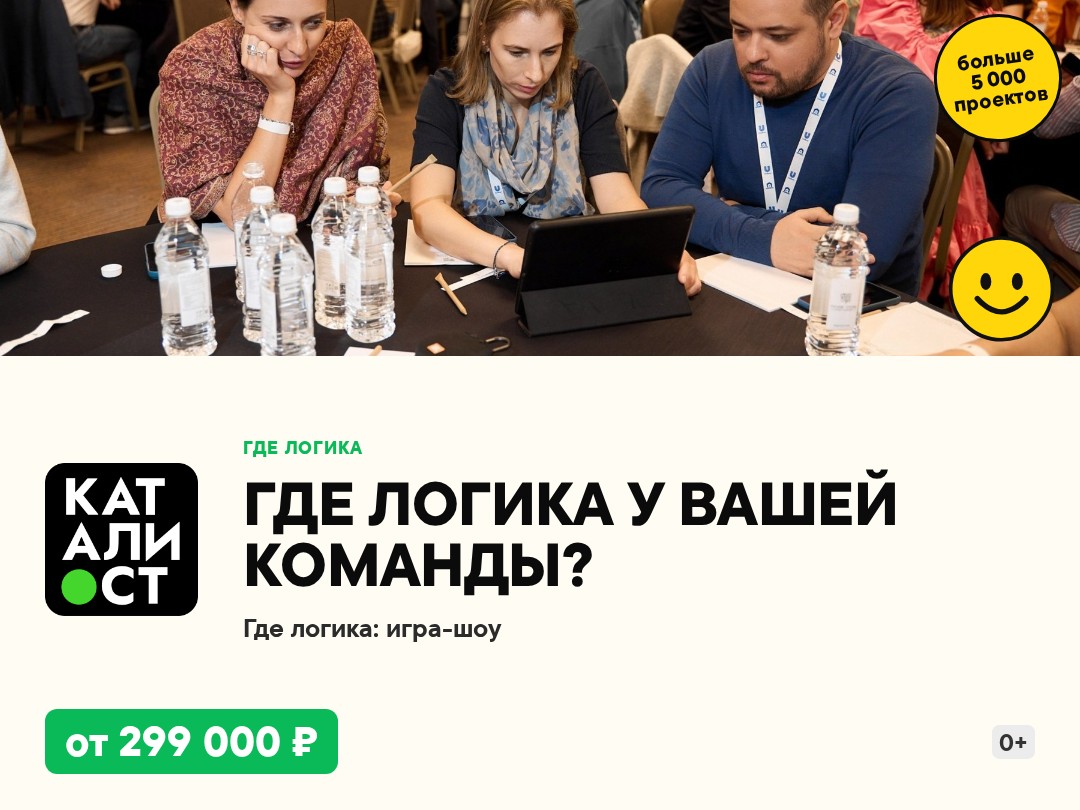 больше
5 000
проектов
ГДЕ ЛОГИКА
КАТ
АЛИ
СТ
ГДЕ ЛОГИКА У ВАШЕЙ
КОМАНДЫ?
Где логика: игра-шоу
от 299 000 ₽
0+